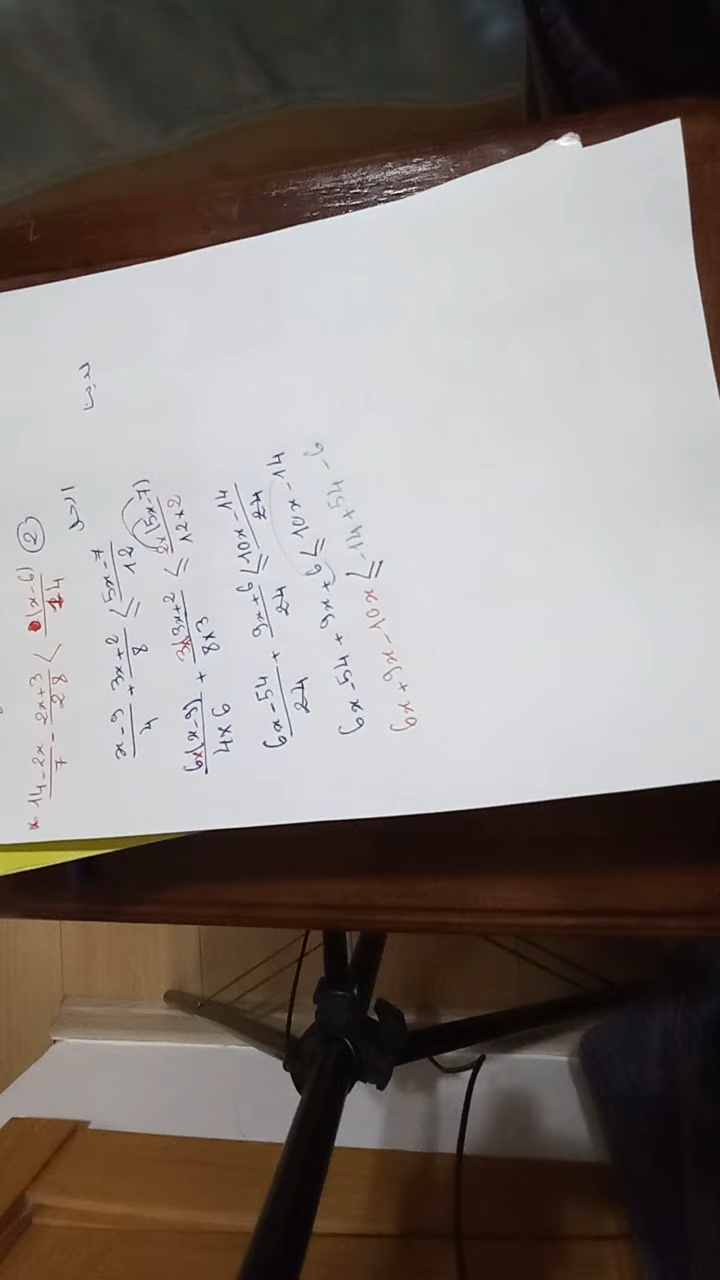 * (14-2x)/7 - (2x+3)/28 < (x-6)/14 ②
(x-9)/4 + (3x+2)/8 ≤ (5x-7)/12
6×(x-9)/4×6 + 3×(3x+2)/8×3 ≤ 2×(5x-7)/12×2
(6x-54)/24 + (9x+6)/24 ≤ (10x-14)/24
6x-54+9x+6 ≤ 10x-14
6x+9x-10x ≤ -14+54-6